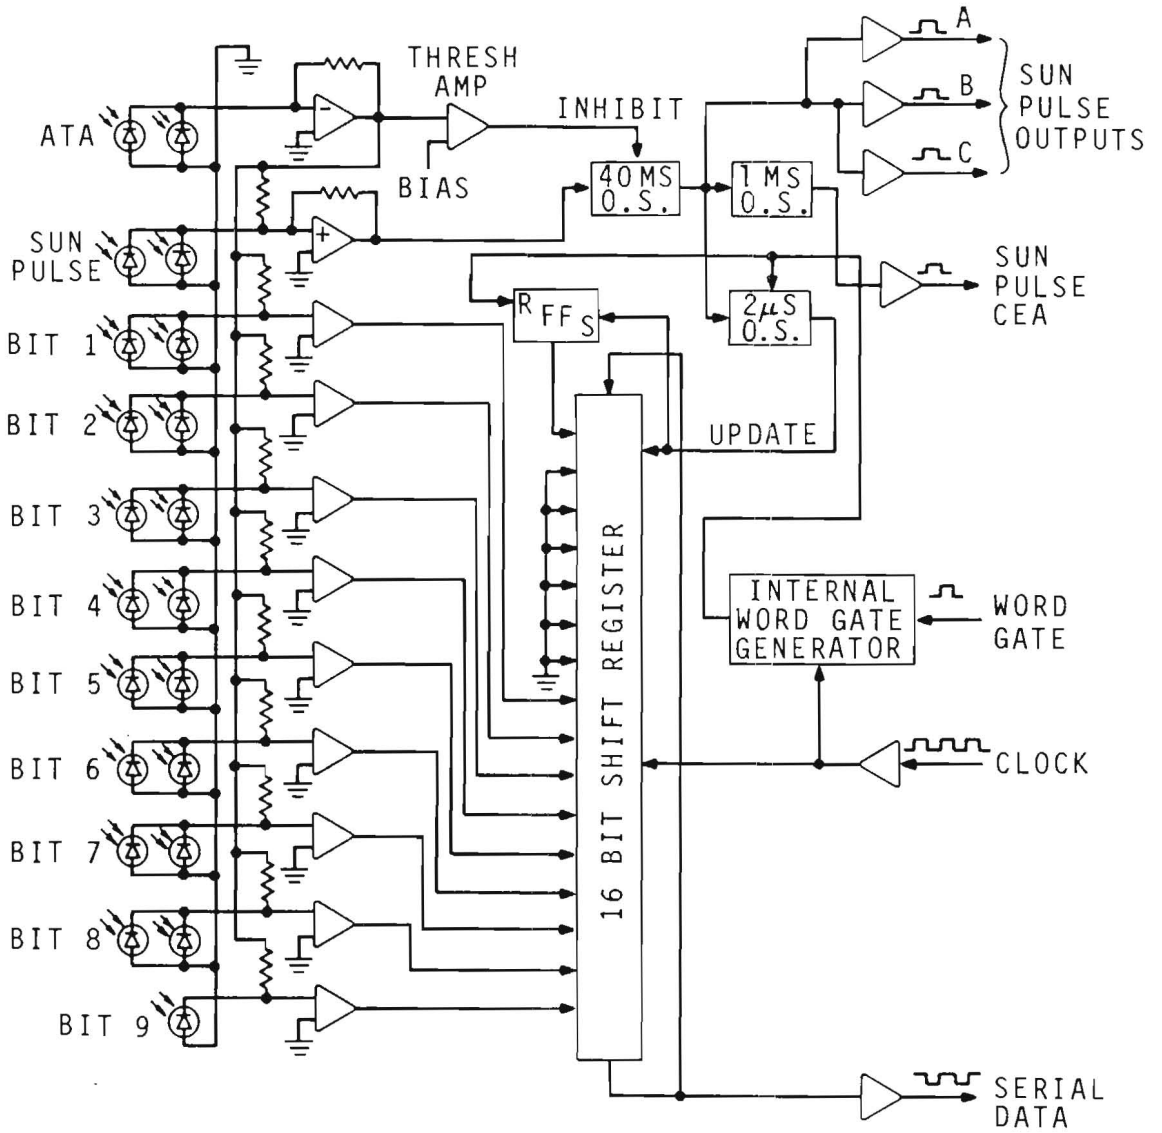 A
THRESH
AMP
SUN
PULSE
OUTPUTS
B
INHIBIT
ATA
-
C
40MS
O.S.
1MS
O.S.
BIAS
SUN
PULSE
+
SUN
PULSE
CEA
R FF S
2µS
O.S.
BIT 1
BIT 2
UPDATE
BIT 3
16 BIT SHIFT REGISTER
INTERNAL
WORD GATE
GENERATOR
WORD
GATE
BIT 4
BIT 5
BIT 6
CLOCK
BIT 7
BIT 8
BIT 9
SERIAL
DATA